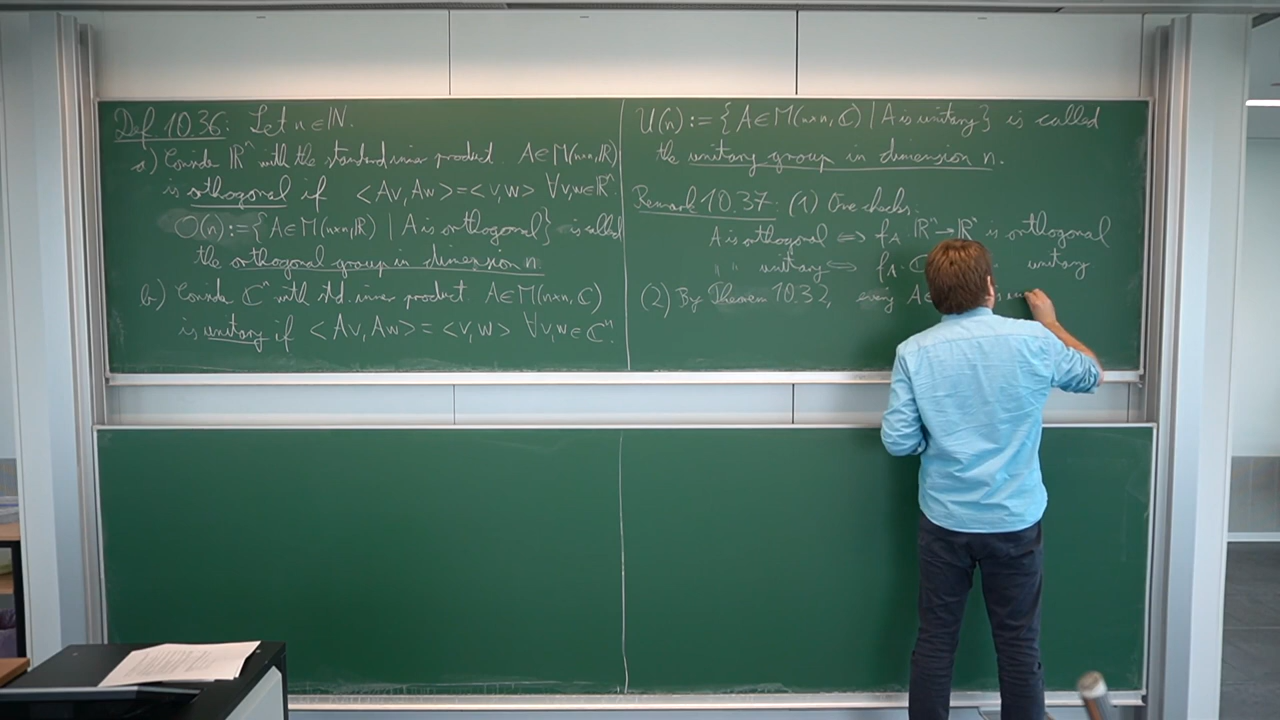 Def 10.36: Let n ∈ ℕ.
a) Consider ℝⁿ with the standard inner product. A ∈ M(n×n, ℝ)
is orthogonal if <Av, Aw> = <v, w> ∀v,w ∈ ℝⁿ.
O(n) := {A ∈ M(n×n, ℝ) | A is orthogonal} is called
the orthogonal group in dimension n
b) Consider ℂⁿ with std. inner product. A ∈ M(n×n, ℂ)
is unitary if <Av, Aw> = <v, w> ∀v,w ∈ ℂⁿ.
U(n) := {A ∈ M(n×n, ℂ) | A is unitary} is called
the unitary group in dimension n.
Remark 10.37: (1) One checks:
A is orthogonal ⇔ f_A: ℝⁿ → ℝⁿ is orthogonal
" " unitary ⇔ f_A: ℂ unitary.
(2) By Theorem 10.32, every A ∈